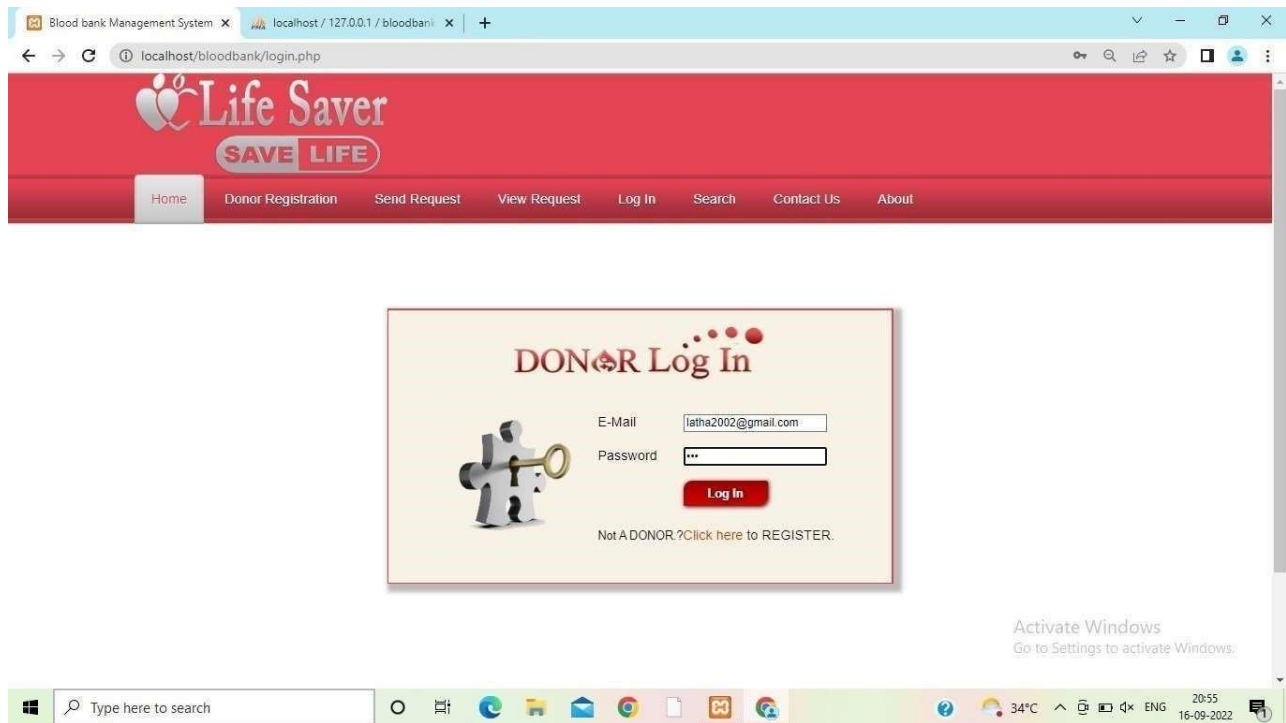 Blood bank Management System
localhost / 127.0.0.1 / bloodban
localhost/bloodbank/login.php
Life Saver
SAVE LIFE
Home Donor Registration Send Request View Request Log In Search Contact Us About
DONOR Log In
E-Mail latha2002@gmail.com
Password •••
Log In
Not A DONOR.?Click here to REGISTER.
Activate Windows
Go to Settings to activate Windows.
Type here to search
34°C ENG 20:55
16-09-2022